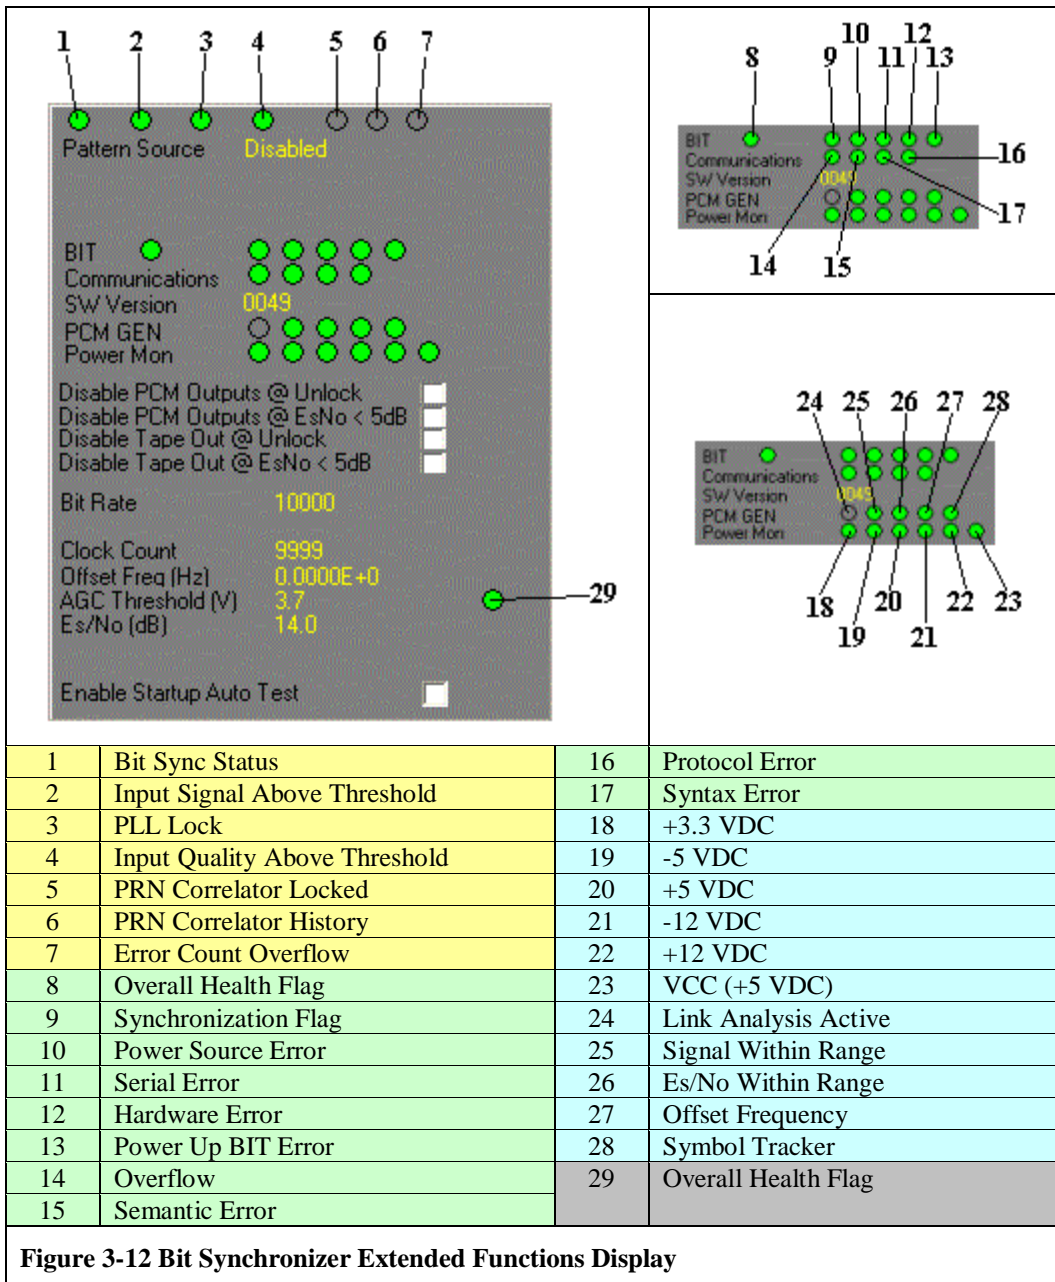 1 2 3 4 5 6 7
Pattern Source Disabled
BIT
Communications
SW Version 0049
PCM GEN
Power Mon
Disable PCM Outputs @ Unlock
Disable PCM Outputs @ EsNo < 5dB
Disable Tape Out @ Unlock
Disable Tape Out @ EsNo < 5dB
Bit Rate 10000
Clock Count 9999
Offset Freq (Hz) 0.0000E+0
AGC Threshold (V) 3.7
29
Es/No (dB) 14.0
Enable Startup Auto Test
8 9 10 11 12 13
BIT
Communications
16
SW Version 0049
PCM GEN
Power Mon
17
14 15
24 25 26 27 28
BIT
Communications
SW Version 0049
PCM GEN
Power Mon
18 19 20 21 22 23
1 Bit Sync Status 16 Protocol Error
2 Input Signal Above Threshold 17 Syntax Error
3 PLL Lock 18 +3.3 VDC
4 Input Quality Above Threshold 19 -5 VDC
5 PRN Correlator Locked 20 +5 VDC
6 PRN Correlator History 21 -12 VDC
7 Error Count Overflow 22 +12 VDC
8 Overall Health Flag 23 VCC (+5 VDC)
9 Synchronization Flag 24 Link Analysis Active
10 Power Source Error 25 Signal Within Range
11 Serial Error 26 Es/No Within Range
12 Hardware Error 27 Offset Frequency
13 Power Up BIT Error 28 Symbol Tracker
14 Overflow 29 Overall Health Flag
15 Semantic Error
Figure 3-12 Bit Synchronizer Extended Functions Display